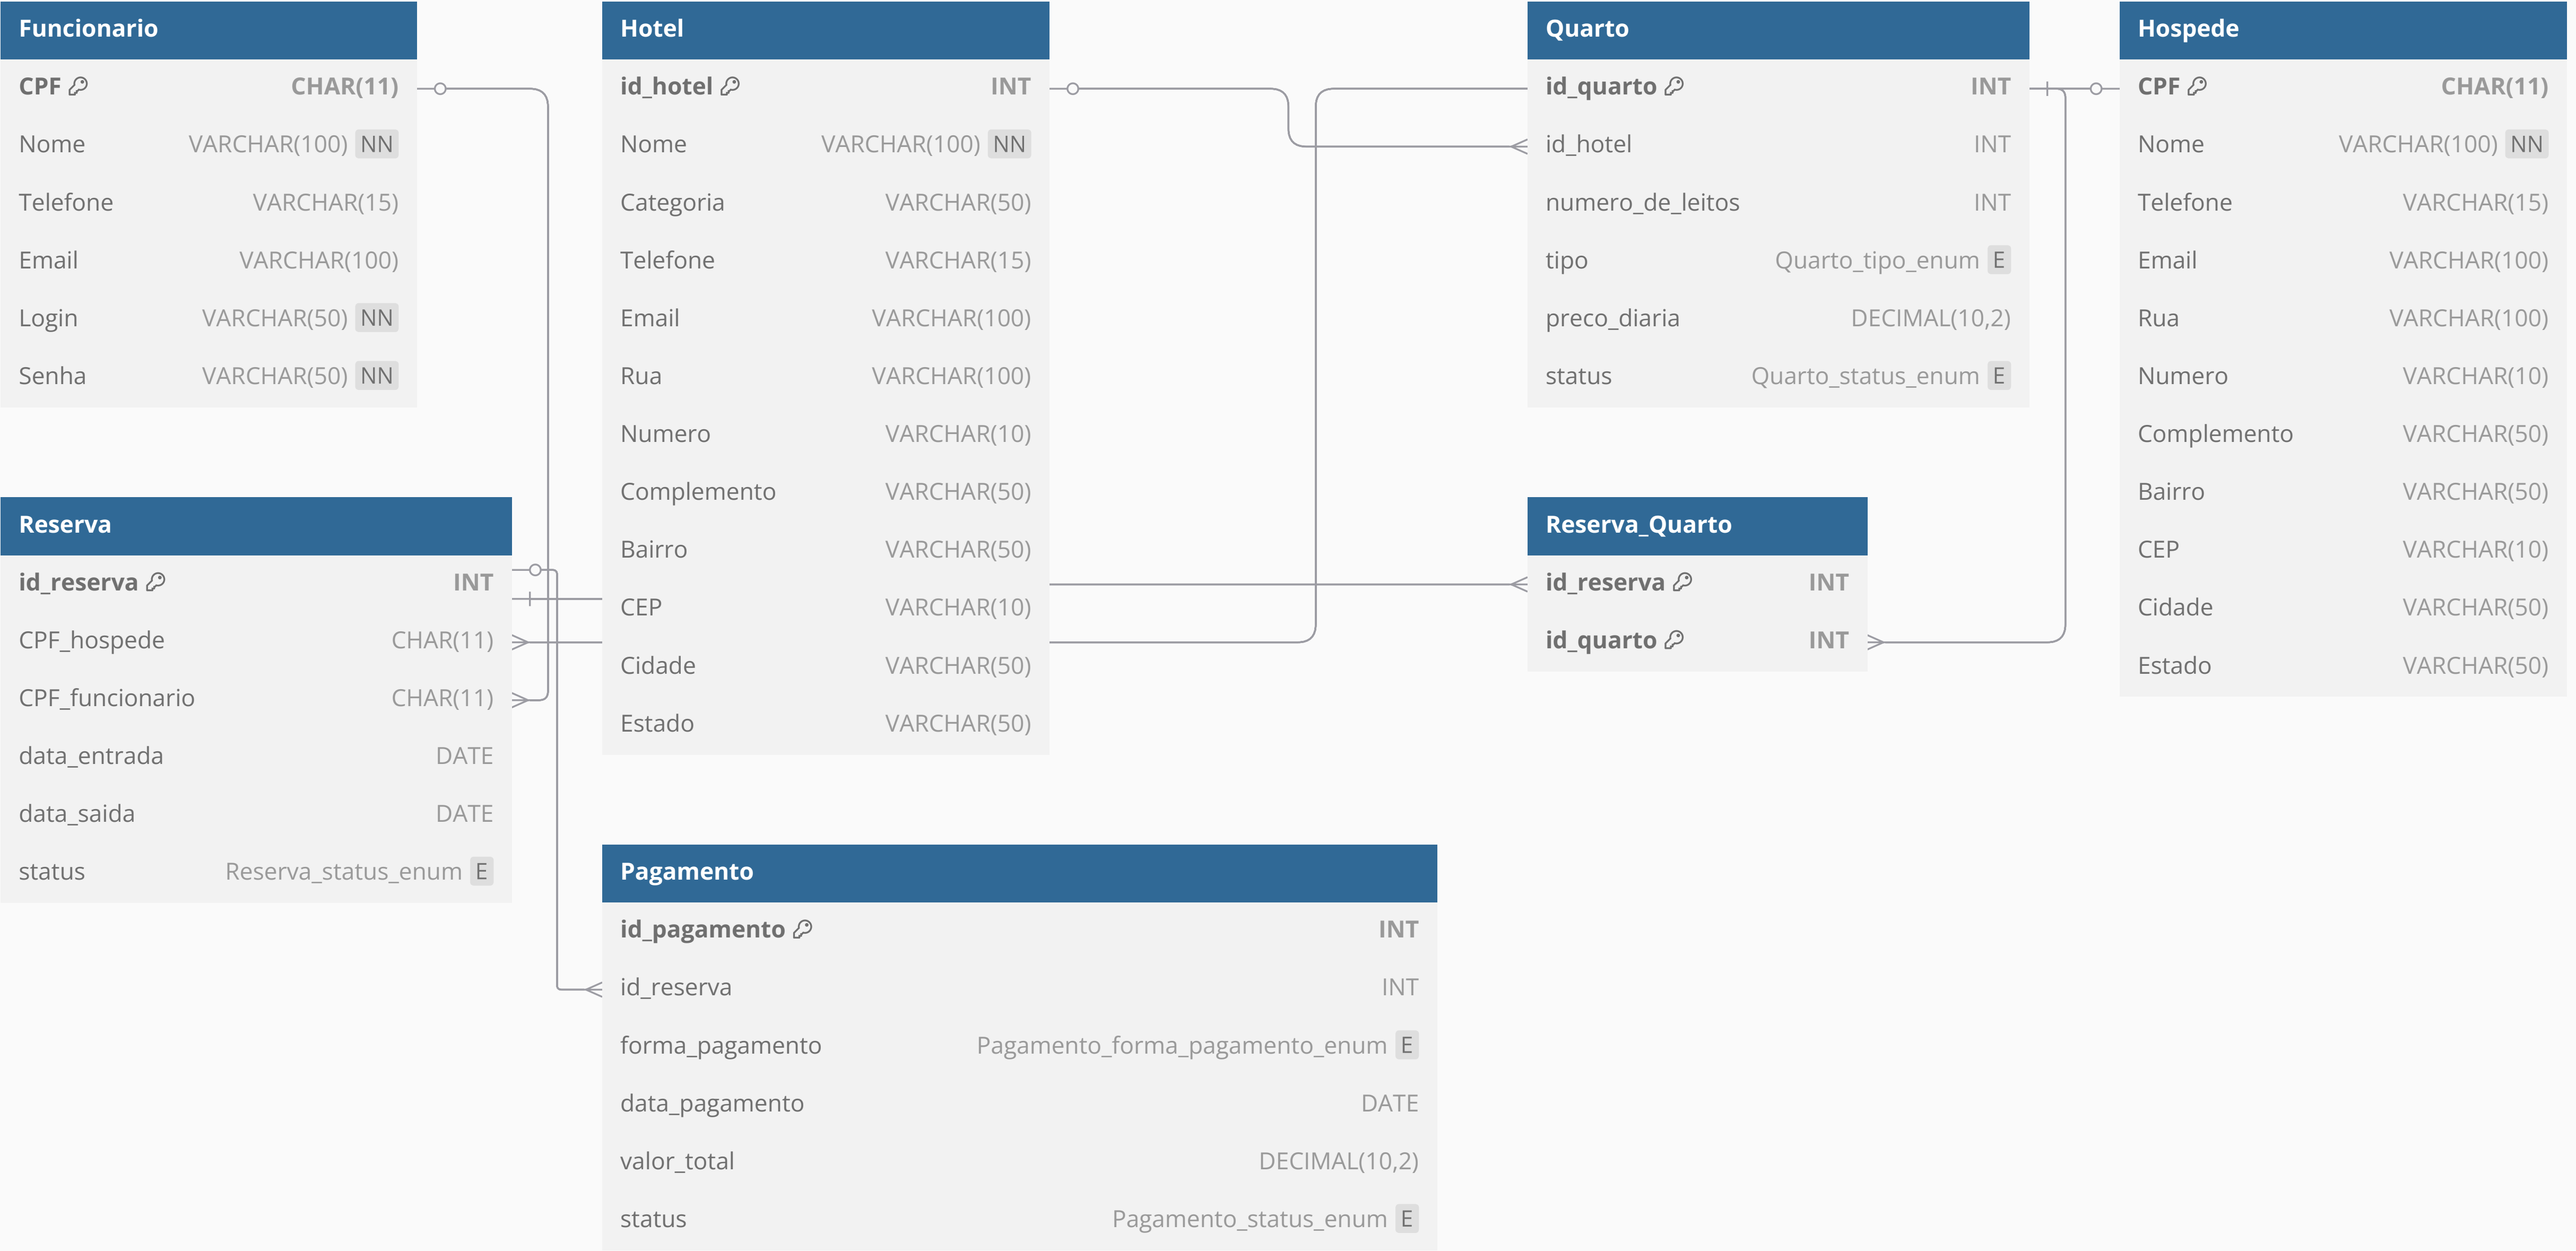 Funcionario
CPF CHAR(11)
Nome VARCHAR(100) NN
Telefone VARCHAR(15)
Email VARCHAR(100)
Login VARCHAR(50) NN
Senha VARCHAR(50) NN
Hotel
id_hotel INT
Nome VARCHAR(100) NN
Categoria VARCHAR(50)
Telefone VARCHAR(15)
Email VARCHAR(100)
Rua VARCHAR(100)
Numero VARCHAR(10)
Complemento VARCHAR(50)
Bairro VARCHAR(50)
CEP VARCHAR(10)
Cidade VARCHAR(50)
Estado VARCHAR(50)
Quarto
id_quarto INT
id_hotel INT
numero_de_leitos INT
tipo Quarto_tipo_enum E
preco_diaria DECIMAL(10,2)
status Quarto_status_enum E
Hospede
CPF CHAR(11)
Nome VARCHAR(100) NN
Telefone VARCHAR(15)
Email VARCHAR(100)
Rua VARCHAR(100)
Numero VARCHAR(10)
Complemento VARCHAR(50)
Bairro VARCHAR(50)
CEP VARCHAR(10)
Cidade VARCHAR(50)
Estado VARCHAR(50)
Reserva
id_reserva INT
CPF_hospede CHAR(11)
CPF_funcionario CHAR(11)
data_entrada DATE
data_saida DATE
status Reserva_status_enum E
Reserva_Quarto
id_reserva INT
id_quarto INT
Pagamento
id_pagamento INT
id_reserva INT
forma_pagamento Pagamento_forma_pagamento_enum E
data_pagamento DATE
valor_total DECIMAL(10,2)
status Pagamento_status_enum E